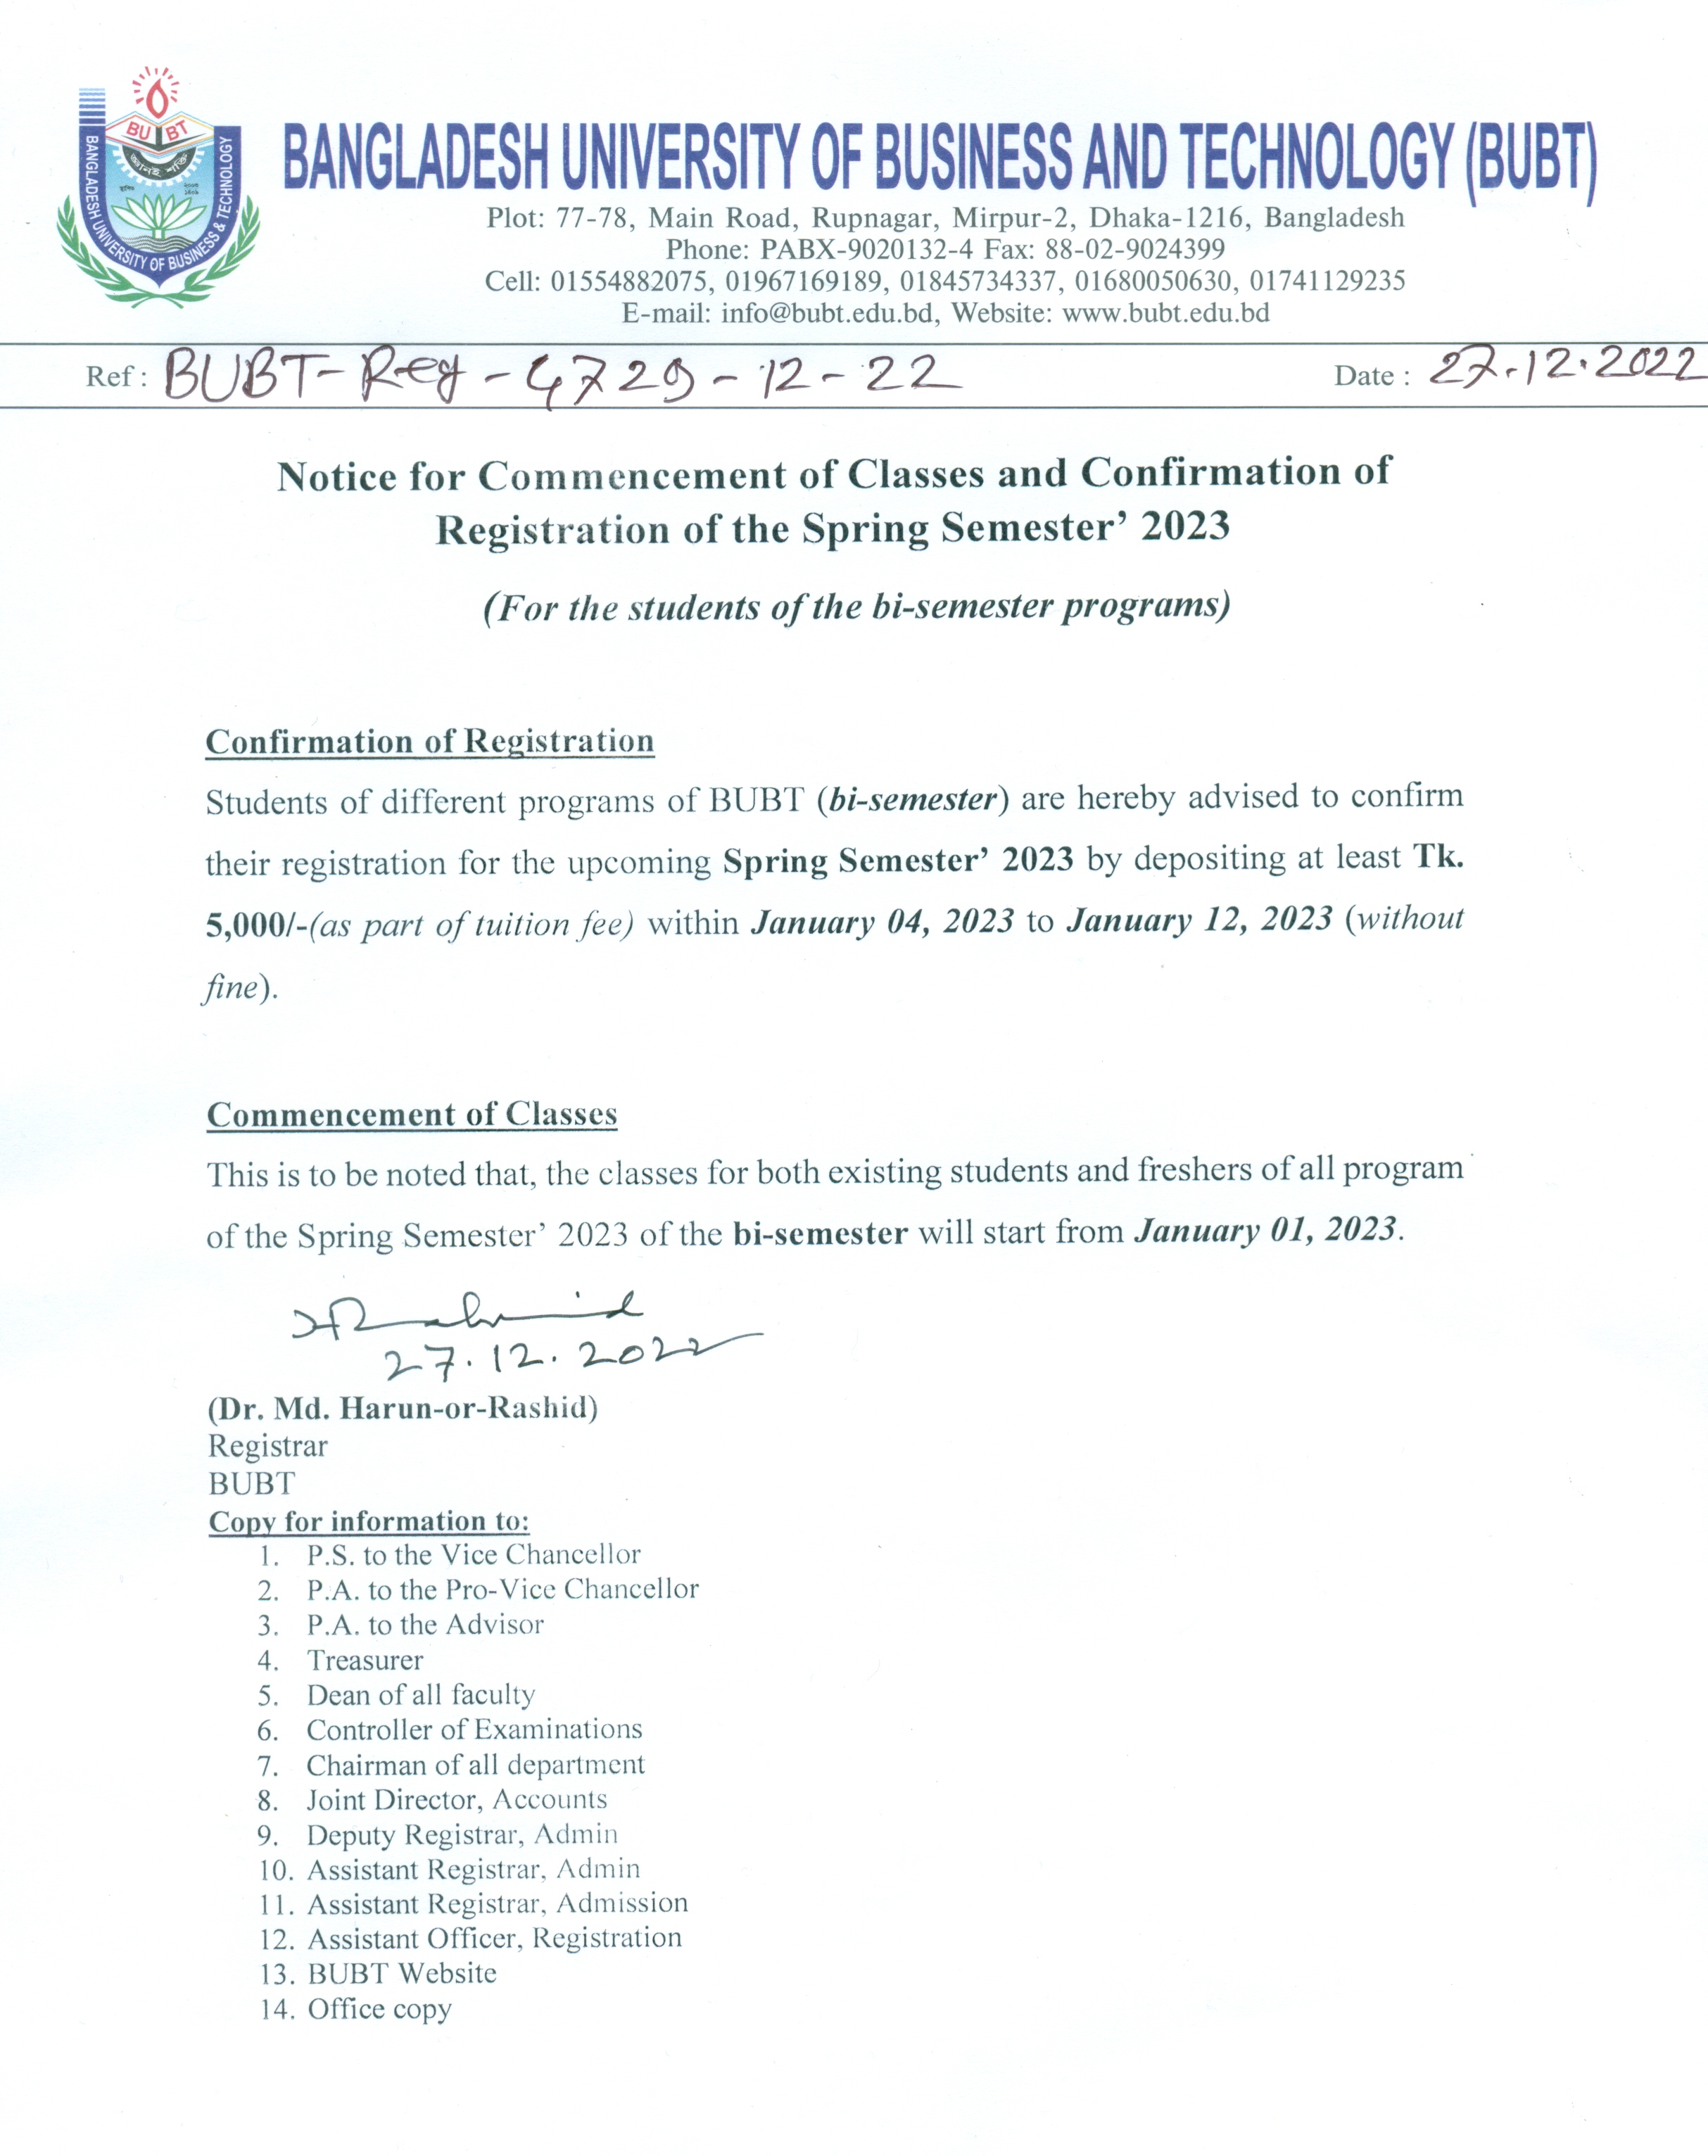 BU BT
জ্ঞানই শক্তি
BANGLADESH UNIVERSITY OF BUSINESS & TECHNOLOGY
BANGLADESH UNIVERSITY OF BUSINESS AND TECHNOLOGY (BUBT)
Plot: 77-78, Main Road, Rupnagar, Mirpur-2, Dhaka-1216, Bangladesh
Phone: PABX-9020132-4 Fax: 88-02-9024399
Cell: 01554882075, 01967169189, 01845734337, 01680050630, 01741129235
E-mail: info@bubt.edu.bd, Website: www.bubt.edu.bd
Ref : BUBT-Reg-4729-12-22 Date : 27.12.2022
Notice for Commencement of Classes and Confirmation of
Registration of the Spring Semester’ 2023
(For the students of the bi-semester programs)
Confirmation of Registration
Students of different programs of BUBT (bi-semester) are hereby advised to confirm
their registration for the upcoming Spring Semester’ 2023 by depositing at least Tk.
5,000/-(as part of tuition fee) within January 04, 2023 to January 12, 2023 (without
fine).
Commencement of Classes
This is to be noted that, the classes for both existing students and freshers of all program
of the Spring Semester’ 2023 of the bi-semester will start from January 01, 2023.
27.12.2022
(Dr. Md. Harun-or-Rashid)
Registrar
BUBT
Copy for information to:
1. P.S. to the Vice Chancellor
2. P.A. to the Pro-Vice Chancellor
3. P.A. to the Advisor
4. Treasurer
5. Dean of all faculty
6. Controller of Examinations
7. Chairman of all department
8. Joint Director, Accounts
9. Deputy Registrar, Admin
10. Assistant Registrar, Admin
11. Assistant Registrar, Admission
12. Assistant Officer, Registration
13. BUBT Website
14. Office copy